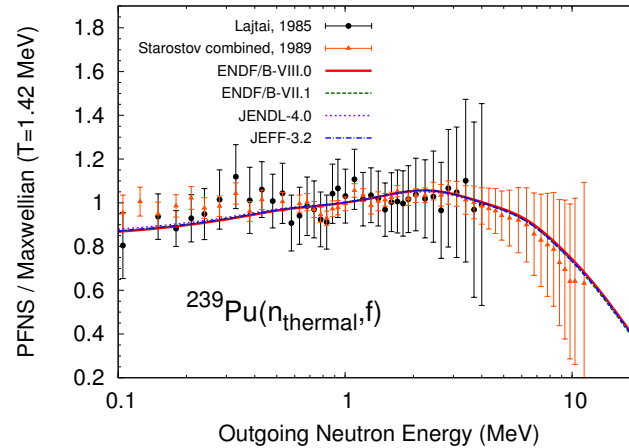 PFNS / Maxwellian (T=1.42 MeV)
1.8
1.6
1.4
1.2
1
0.8
0.6
0.4
0.2
Lajtai, 1985
Starostov combined, 1989
ENDF/B-VIII.0
ENDF/B-VII.1
JENDL-4.0
JEFF-3.2
²³⁹Pu(n_thermal,f)
0.1 1 10
Outgoing Neutron Energy (MeV)